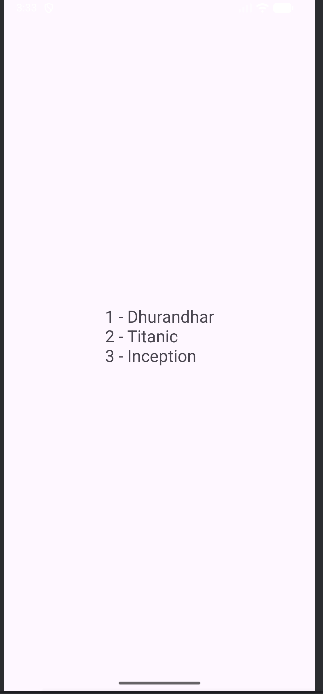 1 - Dhurandhar
2 - Titanic
3 - Inception